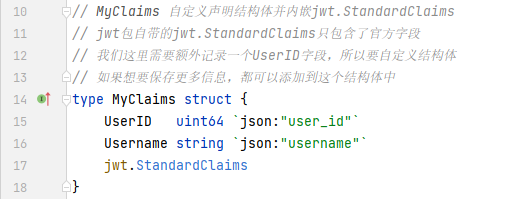 10 // MyClaims 自定义声明结构体并内嵌jwt.StandardClaims
11 // jwt包自带的jwt.StandardClaims只包含了官方字段
12 // 我们这里需要额外记录一个UserID字段，所以要自定义结构体
13 // 如果想要保存更多信息，都可以添加到这个结构体中
14 type MyClaims struct {
15 UserID   uint64 `json:"user_id"`
16 Username string `json:"username"`
17 jwt.StandardClaims
18 }